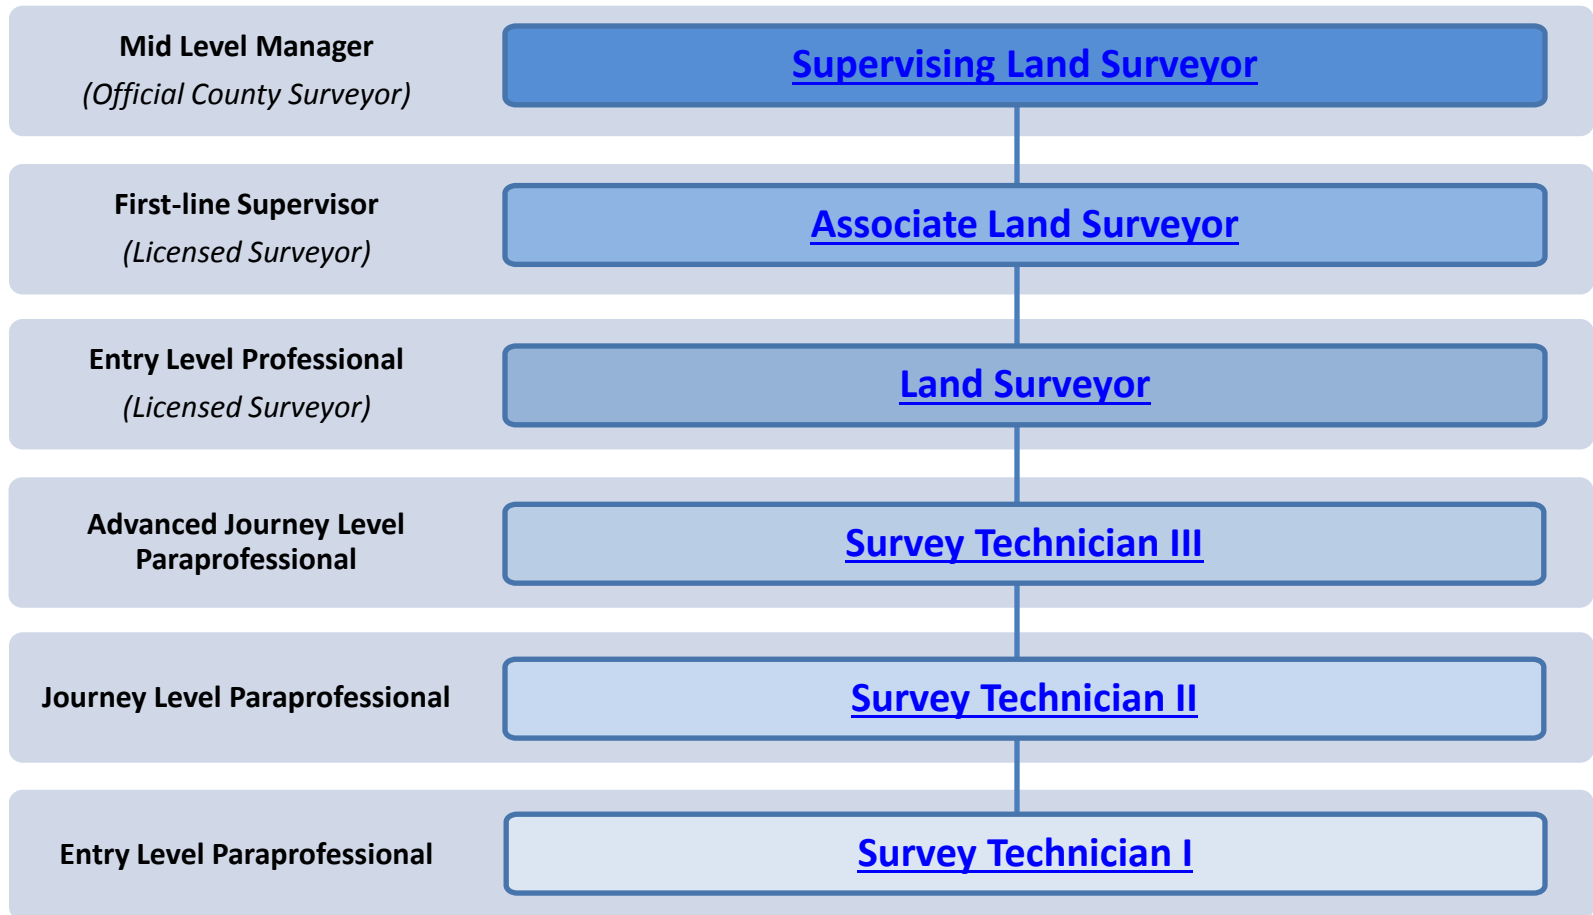 Mid Level Manager
(Official County Surveyor)
Supervising Land Surveyor
First-line Supervisor
(Licensed Surveyor)
Associate Land Surveyor
Entry Level Professional
(Licensed Surveyor)
Land Surveyor
Advanced Journey Level
Paraprofessional
Survey Technician III
Journey Level Paraprofessional
Survey Technician II
Entry Level Paraprofessional
Survey Technician I